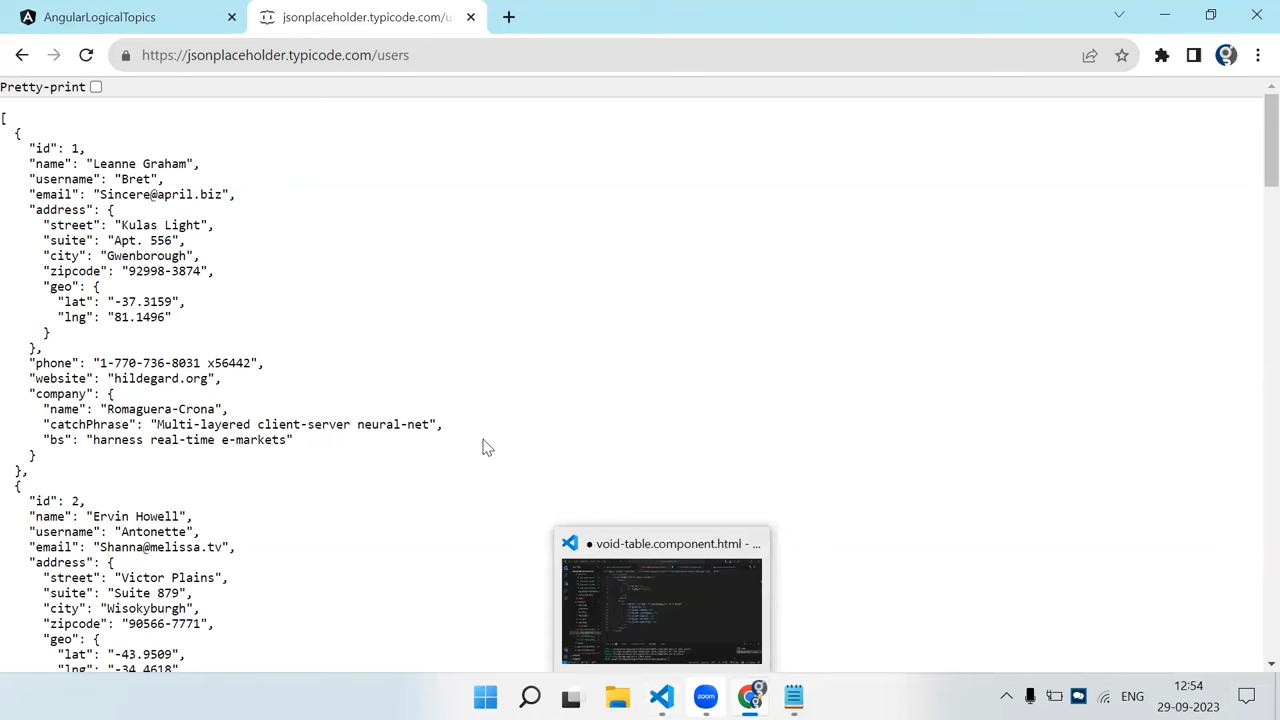 AngularLogicalTopics
jsonplaceholder.typicode.com/u
https://jsonplaceholder.typicode.com/users
Pretty-print
[
{
"id": 1,
"name": "Leanne Graham",
"username": "Bret",
"email": "Sincere@april.biz",
"address": {
"street": "Kulas Light",
"suite": "Apt. 556",
"city": "Gwenborough",
"zipcode": "92998-3874",
"geo": {
"lat": "-37.3159",
"lng": "81.1496"
}
},
"phone": "1-770-736-8031 x56442",
"website": "hildegard.org",
"company": {
"name": "Romaguera-Crona",
"catchPhrase": "Multi-layered client-server neural-net",
"bs": "harness real-time e-markets"
}
},
{
"id": 2,
"name": "Ervin Howell",
"username": "Antonette",
"email": "Shanna@melissa.tv",
"address": {
"street": "Victor Plains",
"suite": "Suite 879",
"city": "Wisokyburgh",
"zipcode": "90566-7771",
"geo": {
● void-table.component.html - ...
zoom
12:54
29-09-2023